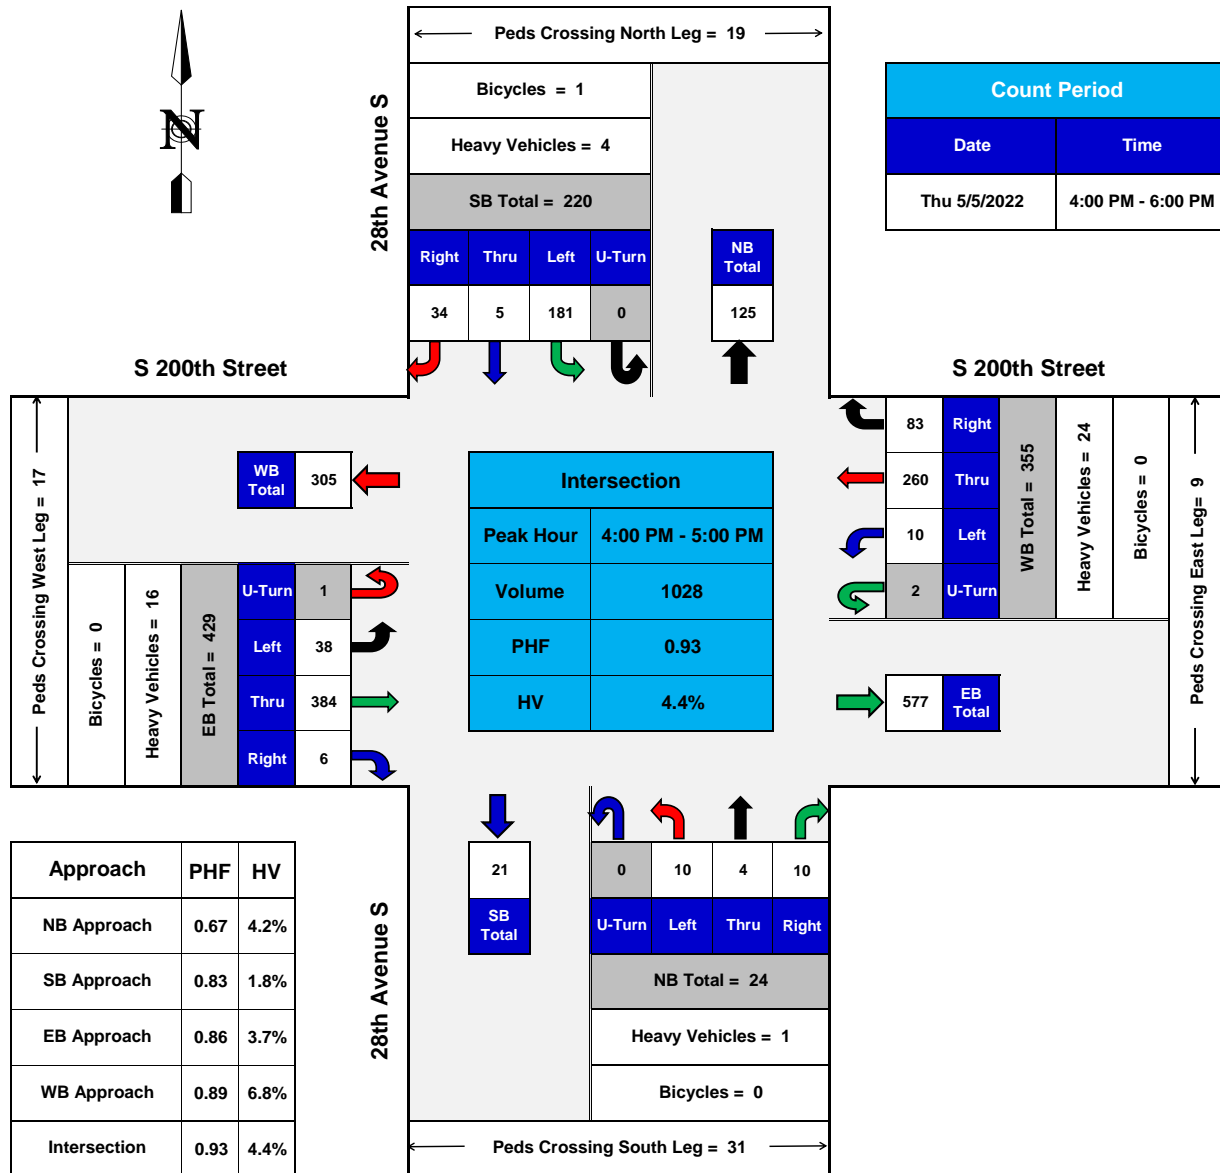 Peds Crossing North Leg = 19
N
28th Avenue S
Bicycles = 1
Heavy Vehicles = 4
SB Total = 220
Right Thru Left U-Turn
34 5 181 0
NB
Total
125
Count Period
Date Time
Thu 5/5/2022 4:00 PM - 6:00 PM
S 200th Street
S 200th Street
Peds Crossing West Leg = 17
WB
Total
305
Bicycles = 0
Heavy Vehicles = 16
EB Total = 429
U-Turn 1
Left 38
Thru 384
Right 6
Intersection
Peak Hour 4:00 PM - 5:00 PM
Volume 1028
PHF 0.93
HV 4.4%
83 Right
260 Thru
10 Left
2 U-Turn
WB Total = 355
Heavy Vehicles = 24
Bicycles = 0
Peds Crossing East Leg= 9
577
EB
Total
21
SB
Total
0 10 4 10
U-Turn Left Thru Right
NB Total = 24
Heavy Vehicles = 1
Bicycles = 0
28th Avenue S
Peds Crossing South Leg = 31
Approach PHF HV
NB Approach 0.67 4.2%
SB Approach 0.83 1.8%
EB Approach 0.86 3.7%
WB Approach 0.89 6.8%
Intersection 0.93 4.4%